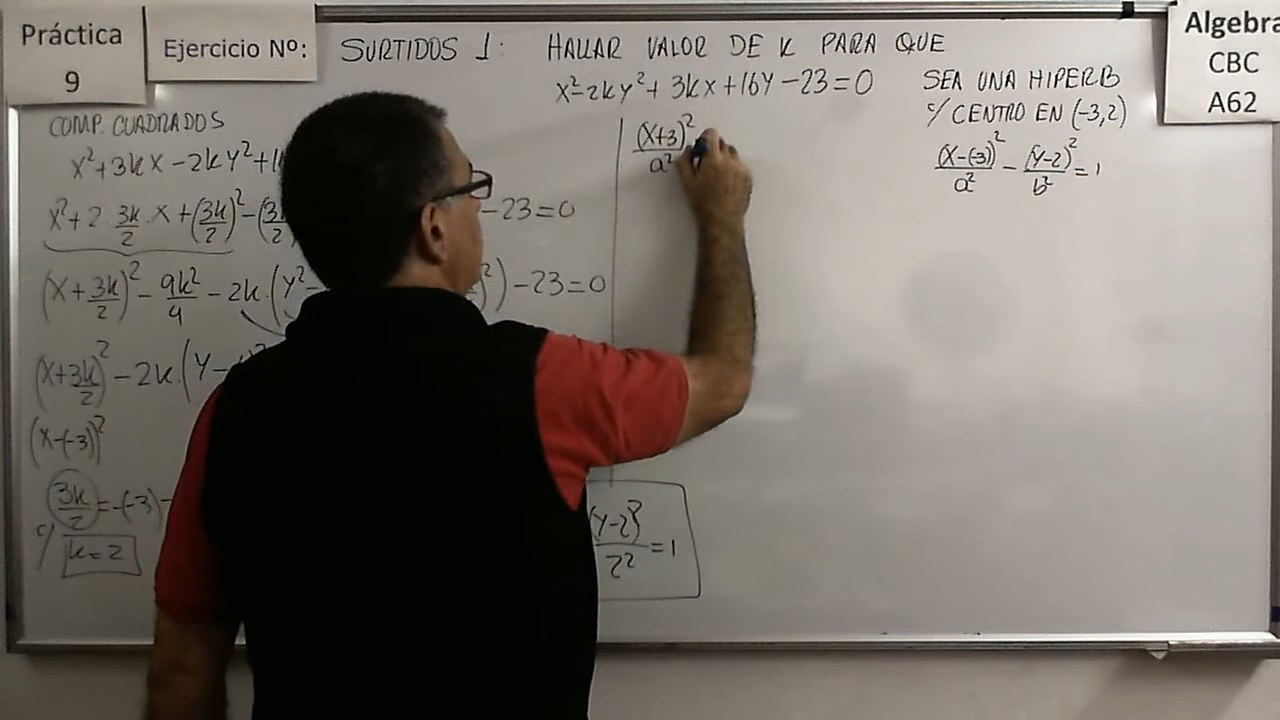 Práctica
9
Ejercicio Nº:
SURTIDOS 1: HALLAR VALOR DE K PARA QUE
x²-2ky²+3kx+16y-23=0
SEA UNA HIPERB
c/ CENTRO EN (-3,2)
(x-(-3))²/a² - (y-2)²/b² = 1
Algebra
CBC
A62
COMP. CUADRADOS
x²+3kx-2ky²+1
x²+2·3k/2·x+(3k/2)²-(3k/2)
-23=0
(x+3k/2)²-9k²/4-2k·(y²-
²)-23=0
(x+3k/2)²-2k·(y-
(x-(-3))²
3k/2=-(-3)
c/ k=2
(y-2)²/2²=1
(x+3)²/a²